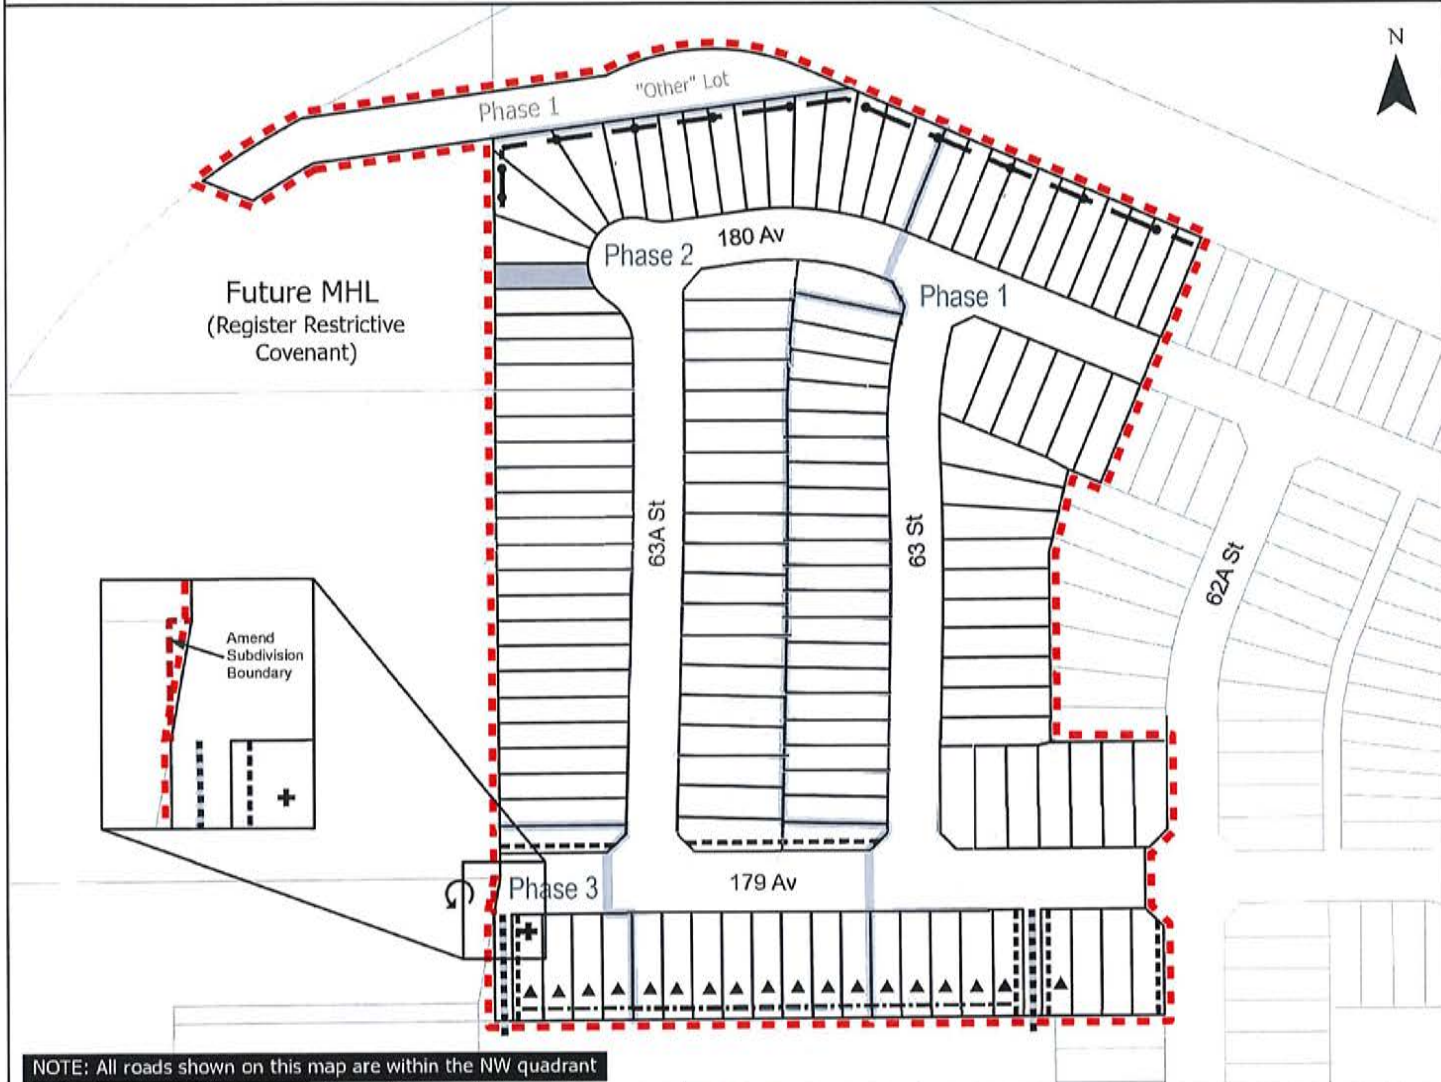 N
Phase 1
"Other" Lot
180 Av
Phase 2
Phase 1
Future MHL
(Register Restrictive
Covenant)
63A St
63 St
62A St
Amend
Subdivision
Boundary
Phase 3
179 Av
NOTE: All roads shown on this map are within the NW quadrant